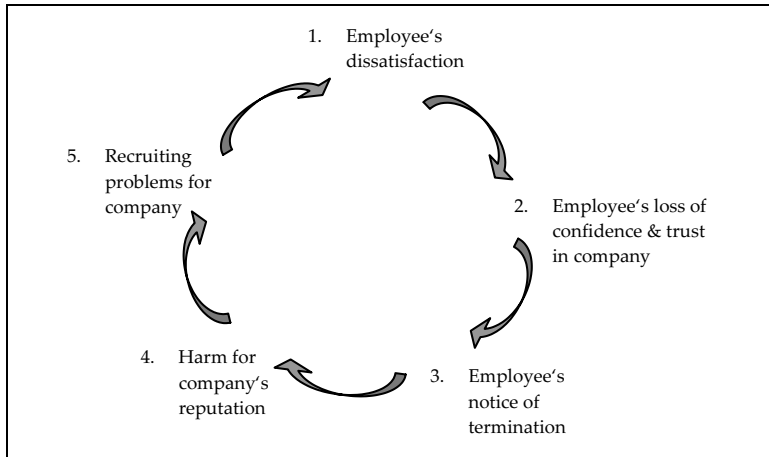 1. Employee‘s
dissatisfaction
2. Employee‘s loss of
confidence & trust
in company
3. Employee‘s
notice of
termination
4. Harm for
company‘s
reputation
5. Recruiting
problems for
company